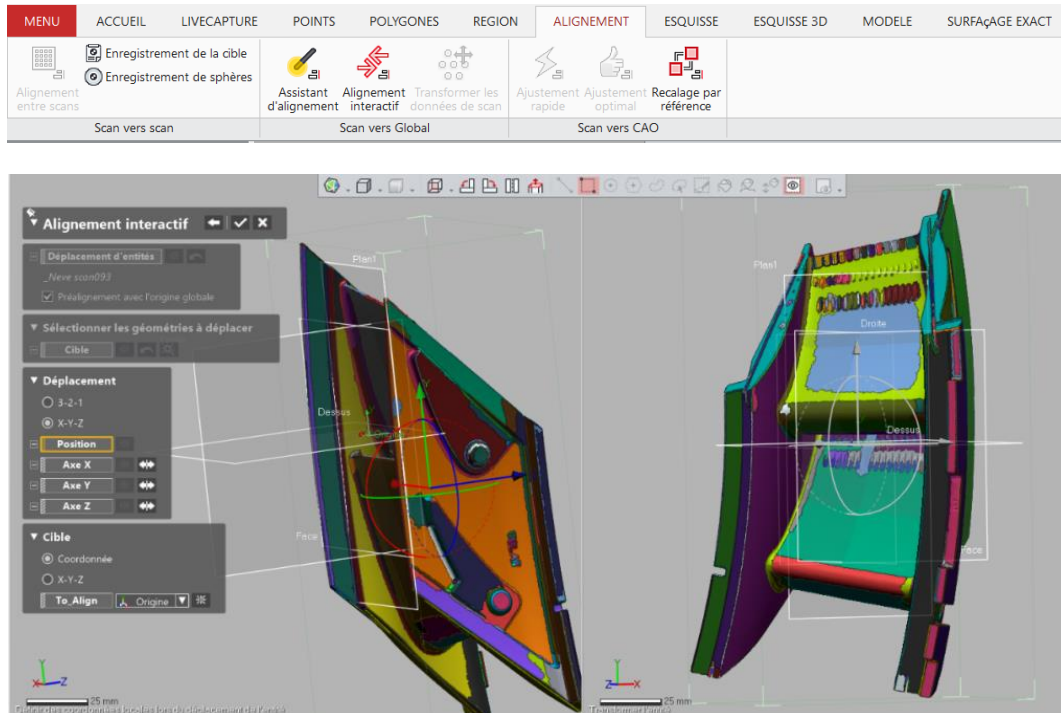 MENU ACCUEIL LIVECAPTURE POINTS POLYGONES REGION ALIGNEMENT ESQUISSE ESQUISSE 3D MODELE SURFAçAGE EXACT
Alignement entre scans
Enregistrement de la cible
Enregistrement de sphères
Assistant d'alignement
Alignement interactif
Transformer les données de scan
Ajustement rapide
Ajustement optimal
Recalage par référence
Scan vers scan
Scan vers Global
Scan vers CAO
Alignement interactif
Déplacement d'entités
_Neve scan093
Préalignement avec l'origine globale
Sélectionner les géométries à déplacer
Cible
Déplacement
3-2-1
X-Y-Z
Position
Axe X
Axe Y
Axe Z
Cible
Coordonnée
X-Y-Z
To_Align Origine
Plan1
Dessus
Y
Face
Y
X Z
25 mm
Plan1
Droite
Dessus
Face
Y
Z X
25 mm